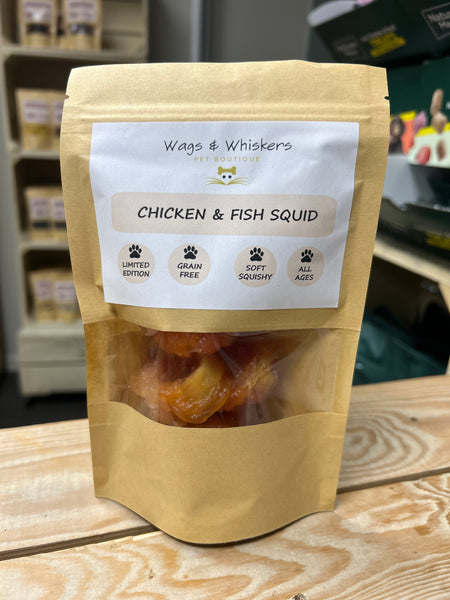 Wags & Whiskers
PET BOUTIQUE
CHICKEN & FISH SQUID
LIMITED
EDITION
GRAIN
FREE
SOFT
SQUISHY
ALL
AGES